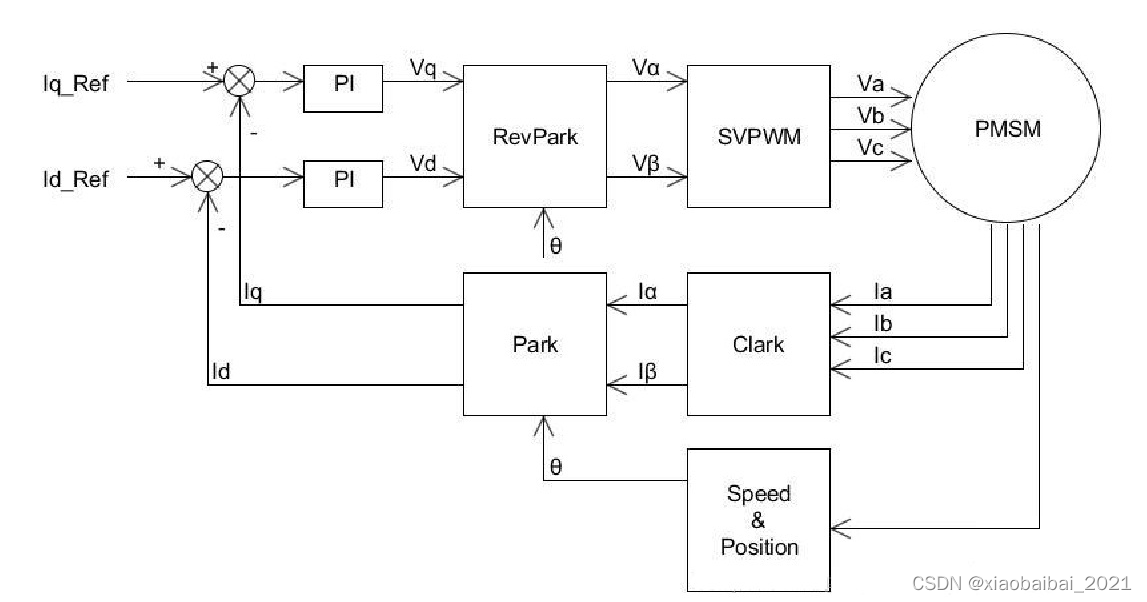 +
Iq_Ref
PI
Vq
Vα
Va
RevPark
SVPWM
Vb
PMSM
-
Vc
+
Id_Ref
PI
Vd
Vβ
-
θ
Iq
Iα
Ia
Park
Clark
Ib
Id
Iβ
Ic
θ
Speed
&
Position
CSDN @xiaobaibai_2021